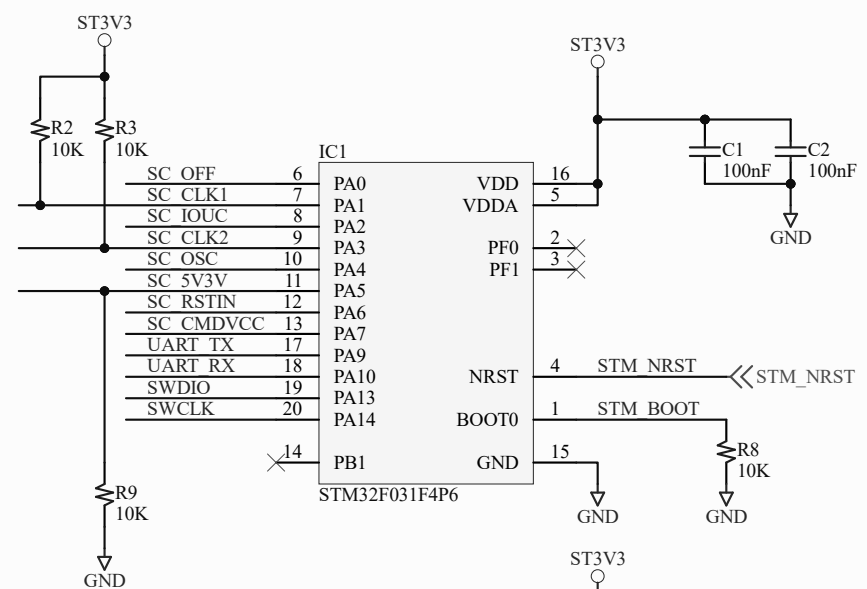 ST3V3
ST3V3
R2
10K
R3
10K
C1
100nF
C2
100nF
GND
IC1
SC_OFF 6 PA0
SC_CLK1 7 PA1
SC_IOUC 8 PA2
SC_CLK2 9 PA3
SC_OSC 10 PA4
SC_5V3V 11 PA5
SC_RSTIN 12 PA6
SC_CMDVCC 13 PA7
UART_TX 17 PA9
UART_RX 18 PA10
SWDIO 19 PA13
SWCLK 20 PA14
14 PB1
VDD 16
VDDA 5
PF0 2
PF1 3
NRST 4 STM_NRST STM_NRST
BOOT0 1 STM_BOOT
GND 15
STM32F031F4P6
R8
10K
GND
GND
R9
10K
GND
ST3V3